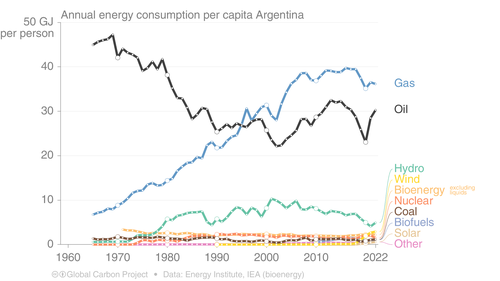 Annual energy consumption per capita Argentina
50 GJ
per person
40
30
20
10
0
Gas
Oil
Hydro
Wind
Bioenergy excluding liquids
Nuclear
Coal
Biofuels
Solar
Other
1960
1970
1980
1990
2000
2010
2022
Global Carbon Project • Data: Energy Institute, IEA (bioenergy)